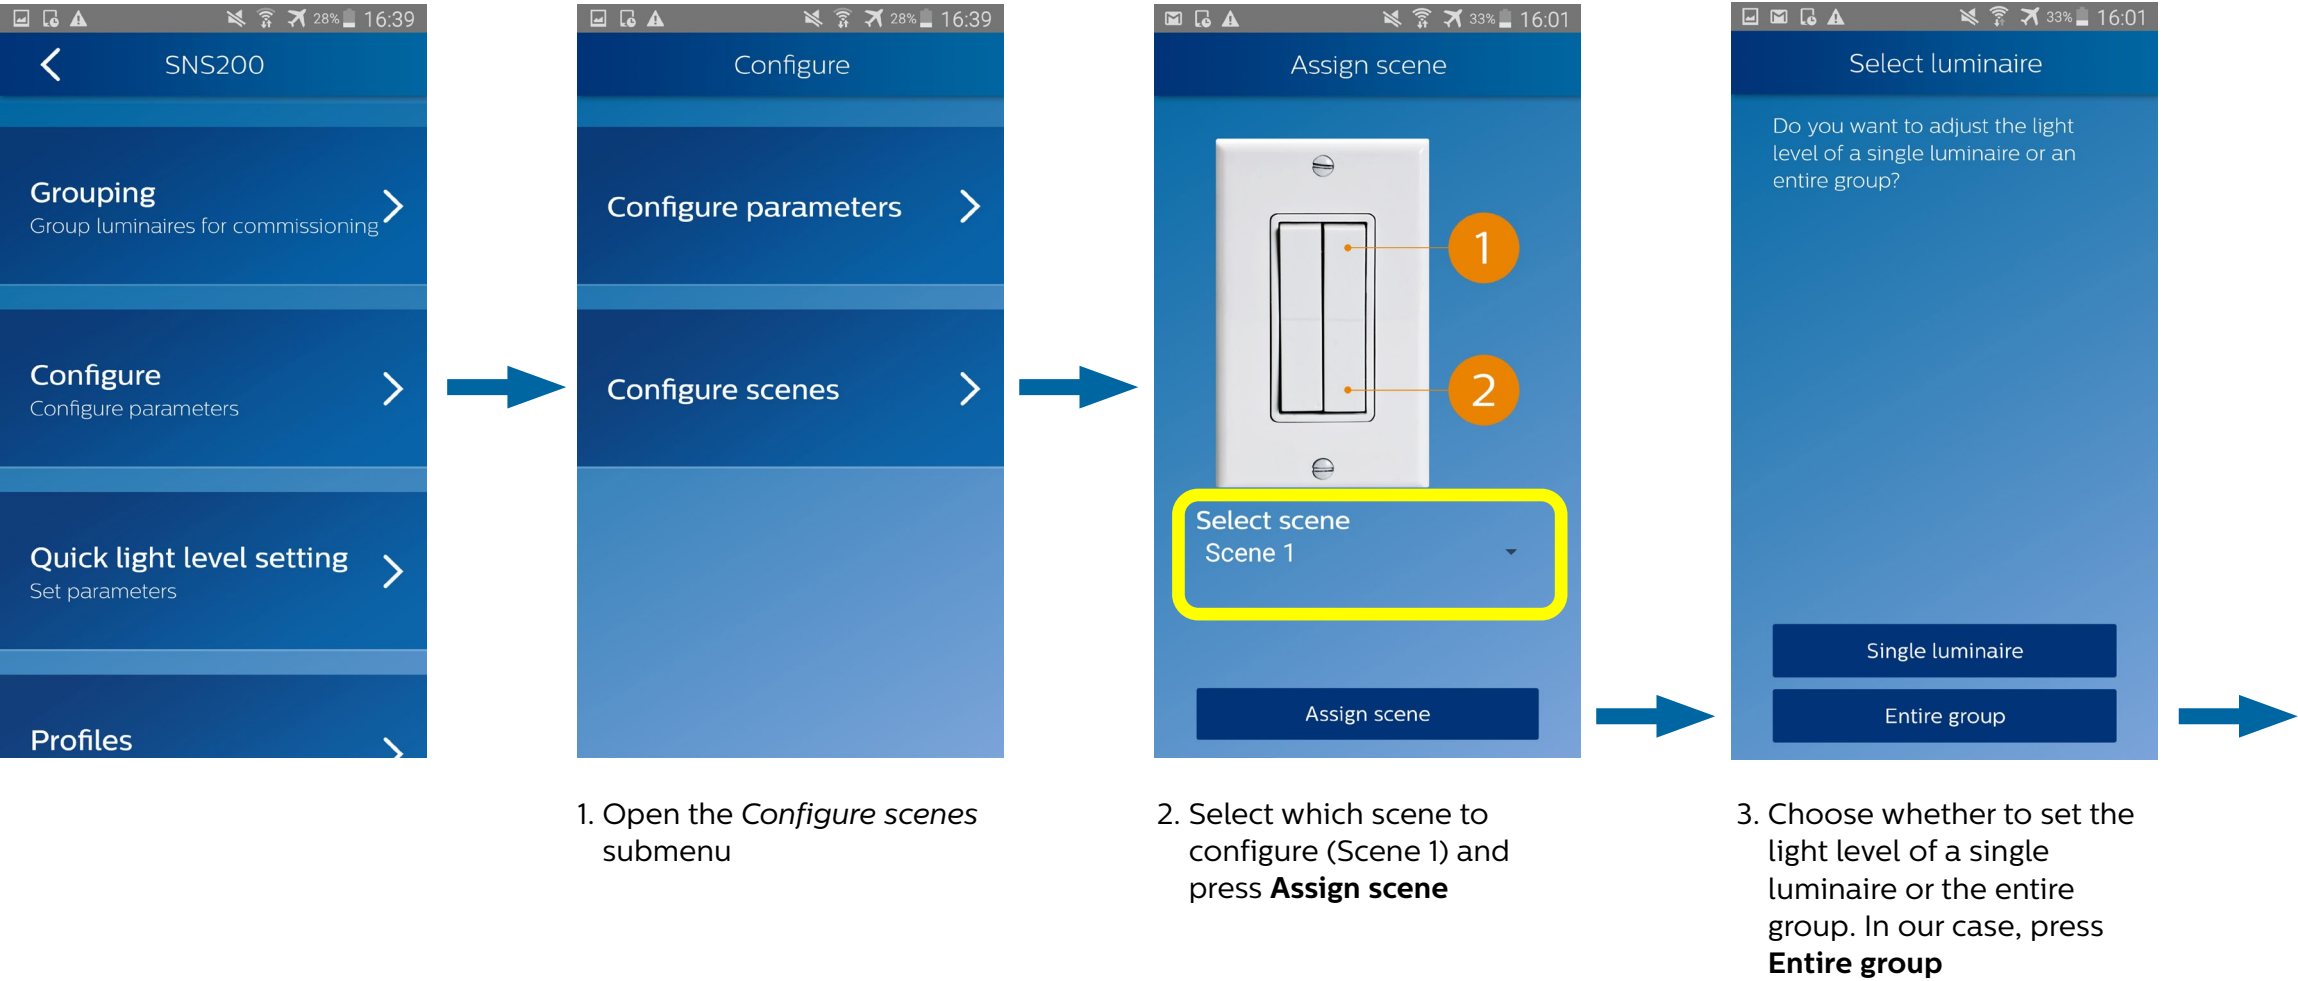 28% 16:39
SNS200
Grouping
Group luminaires for commissioning
Configure
Configure parameters
Quick light level setting
Set parameters
Profiles
28% 16:39
Configure
Configure parameters
Configure scenes
1. Open the Configure scenes
submenu
33% 16:01
Assign scene
1
2
Select scene
Scene 1
Assign scene
2. Select which scene to
configure (Scene 1) and
press Assign scene
33% 16:01
Select luminaire
Do you want to adjust the light
level of a single luminaire or an
entire group?
Single luminaire
Entire group
3. Choose whether to set the
light level of a single
luminaire or the entire
group. In our case, press
Entire group